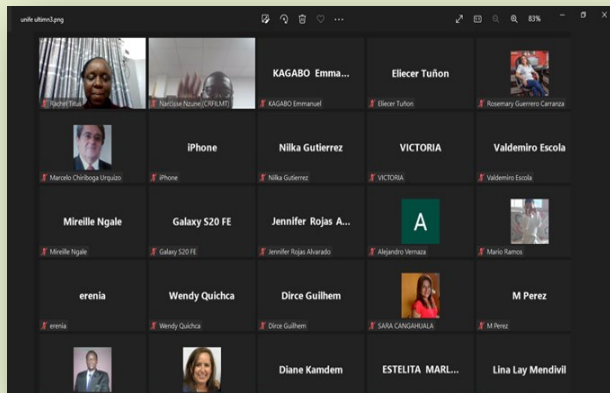 unife ultimn3.png
83%
Rachel Titus
Narcisse Nzune (CRFILMT)
KAGABO Emma...
KAGABO Emmanuel
Eliecer Tuñon
Eliecer Tuñon
Rosemary Guerrero Carranza
Marcelo Chiriboga Urquizo
iPhone
iPhone
Nilka Gutierrez
Nilka Gutierrez
VICTORIA
VICTORIA
Valdemiro Escola
Valdemiro Escola
Mireille Ngale
Mireille Ngale
Galaxy S20 FE
Galaxy S20 FE
Jennifer Rojas A...
Jennifer Rojas Alvarado
A
Alejandro Vernaza
Mario Ramos
erenia
erenia
Wendy Quichca
Wendy Quichca
Dirce Guilhem
Dirce Guilhem
SARA CANGAHUALA
M Perez
M Perez
Diane Kamdem
ESTELITA MARL...
Lina Lay Mendivil